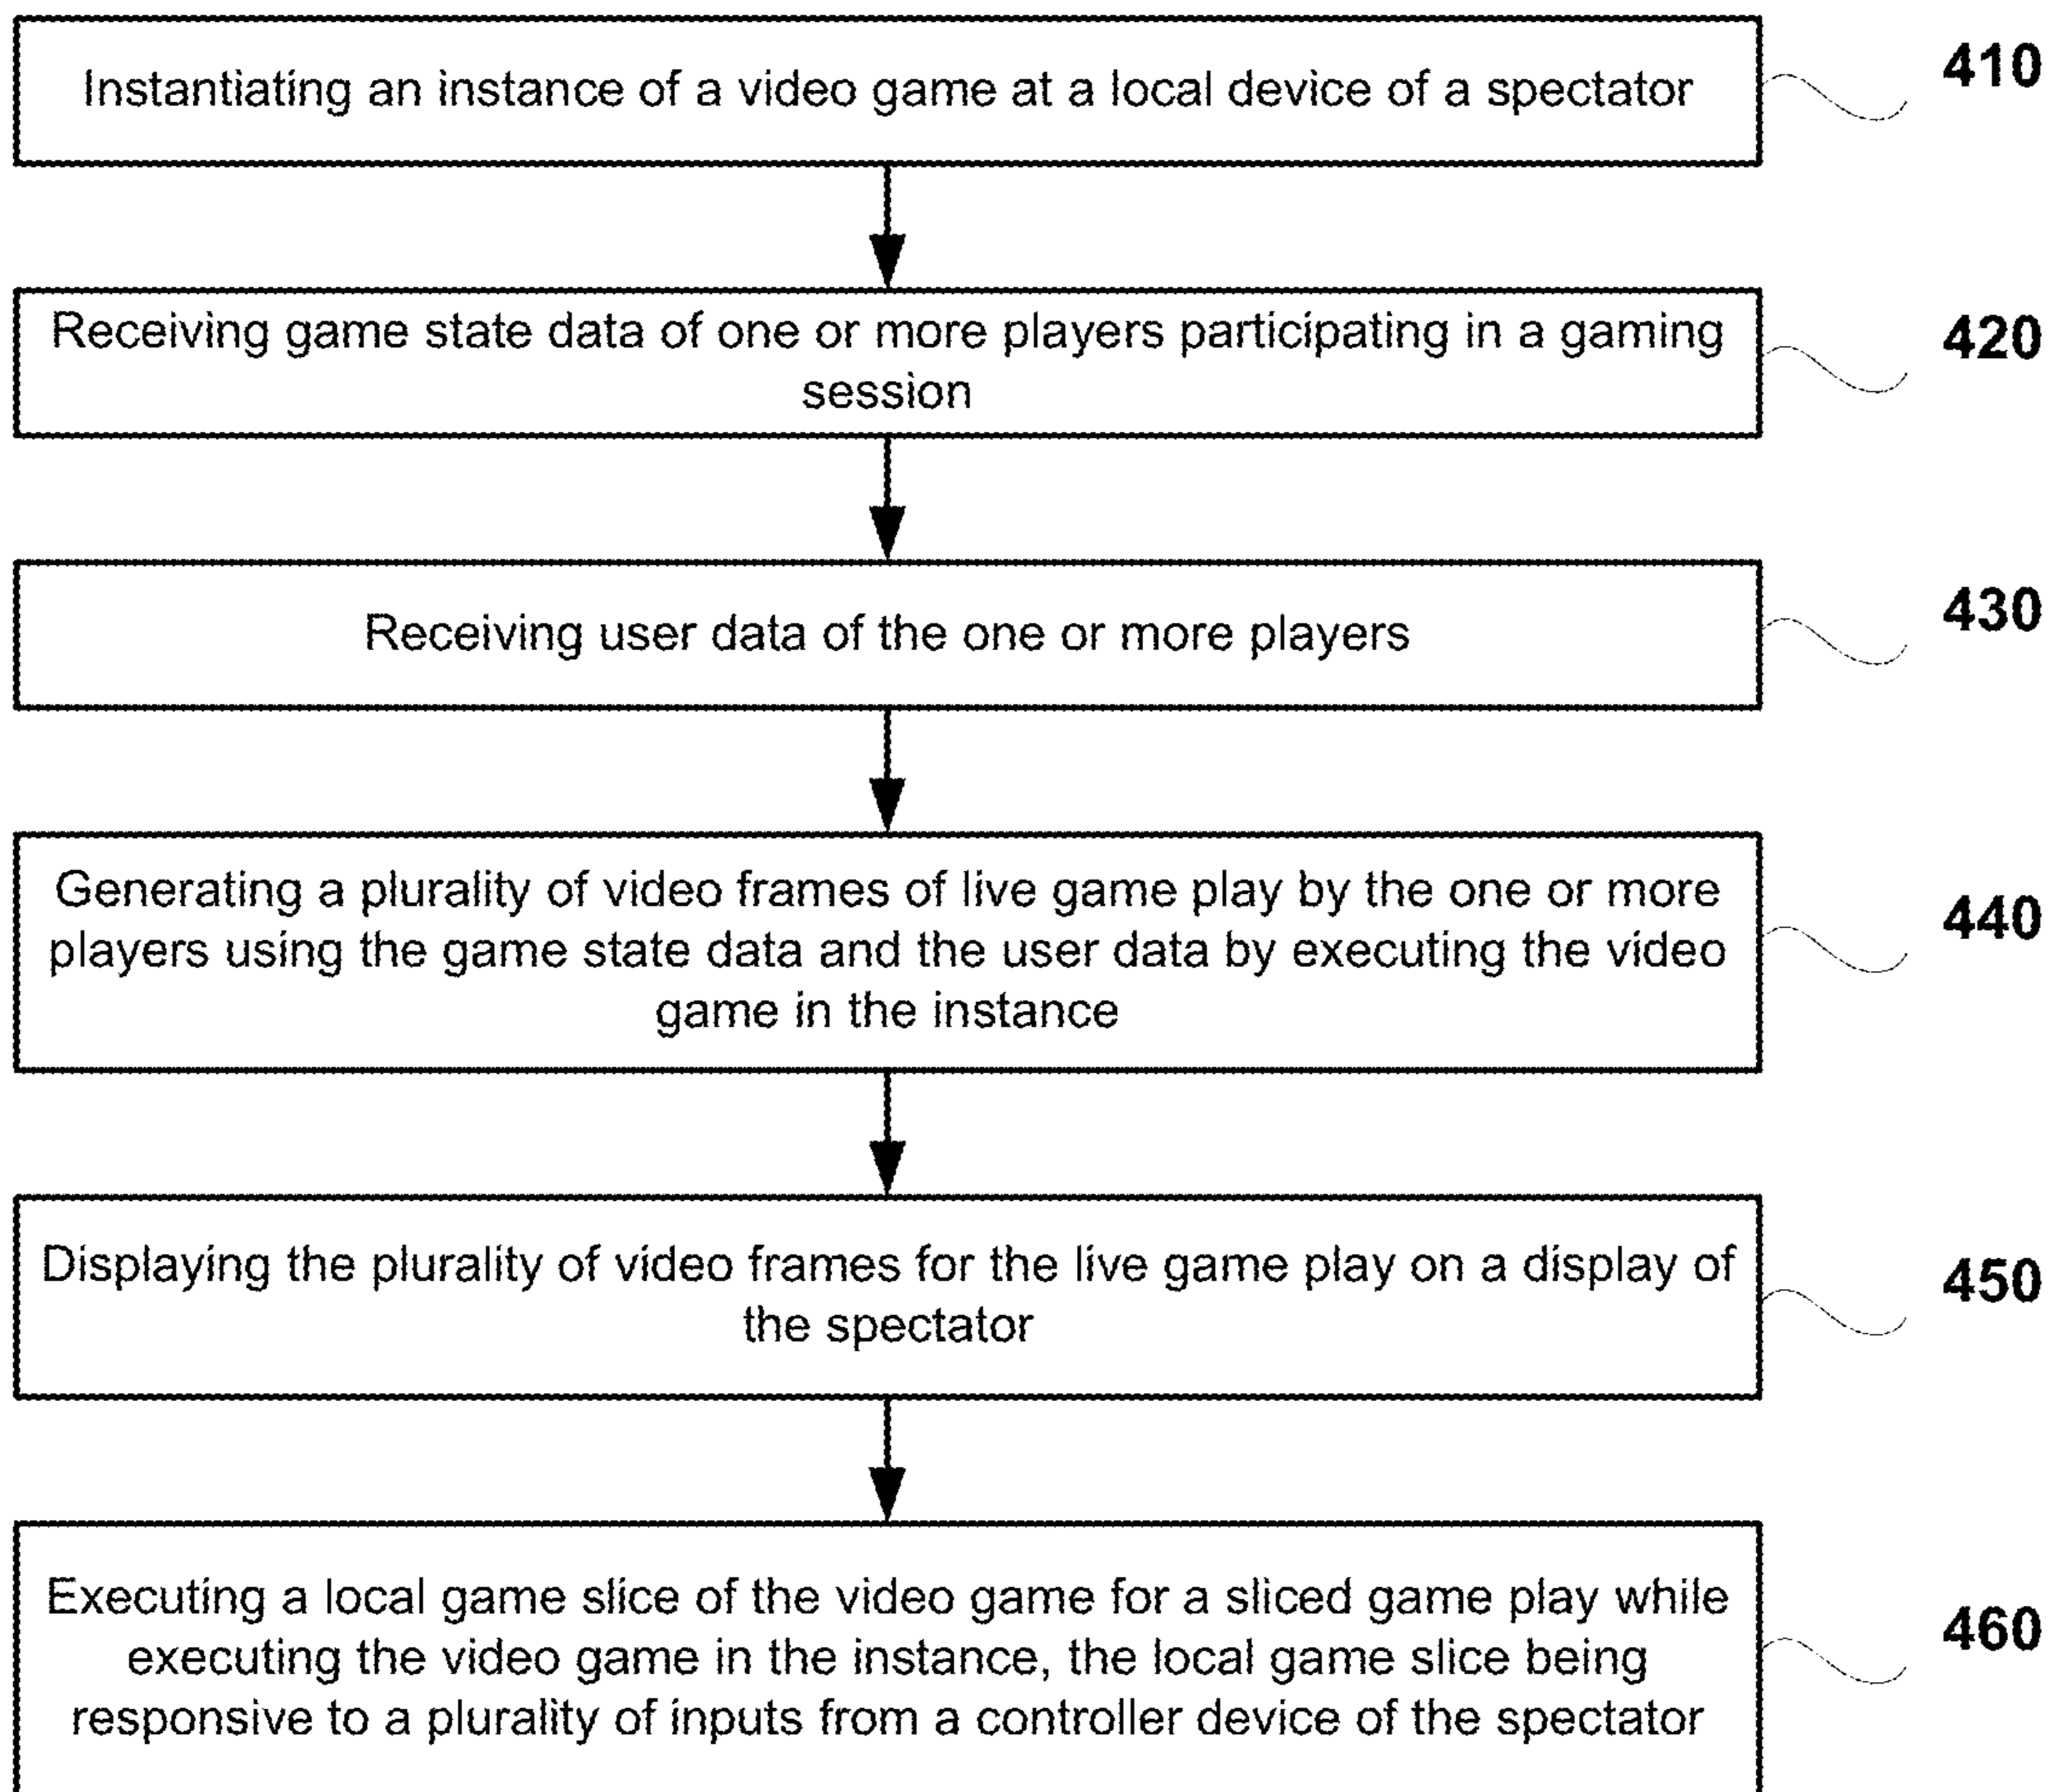 Instantiating an instance of a video game at a local device of a spectator
410
Receiving game state data of one or more players participating in a gaming
session
420
Receiving user data of the one or more players
430
Generating a plurality of video frames of live game play by the one or more
players using the game state data and the user data by executing the video
game in the instance
440
Displaying the plurality of video frames for the live game play on a display of
the spectator
450
Executing a local game slice of the video game for a sliced game play while
executing the video game in the instance, the local game slice being
responsive to a plurality of inputs from a controller device of the spectator
460